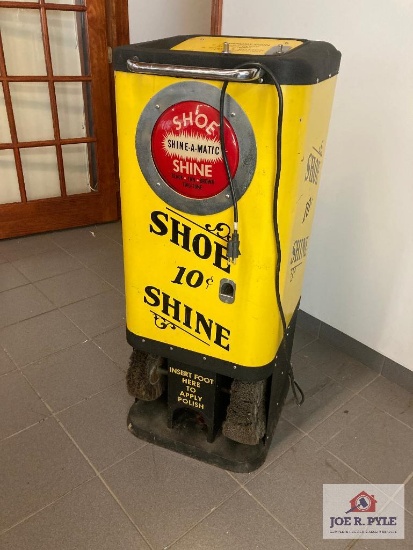 SHOE
SHINE-A-MATIC
SHINE
SHOE
10¢
SHINE
INSERT FOOT
HERE
TO
APPLY
POLISH
JOE R. PYLE